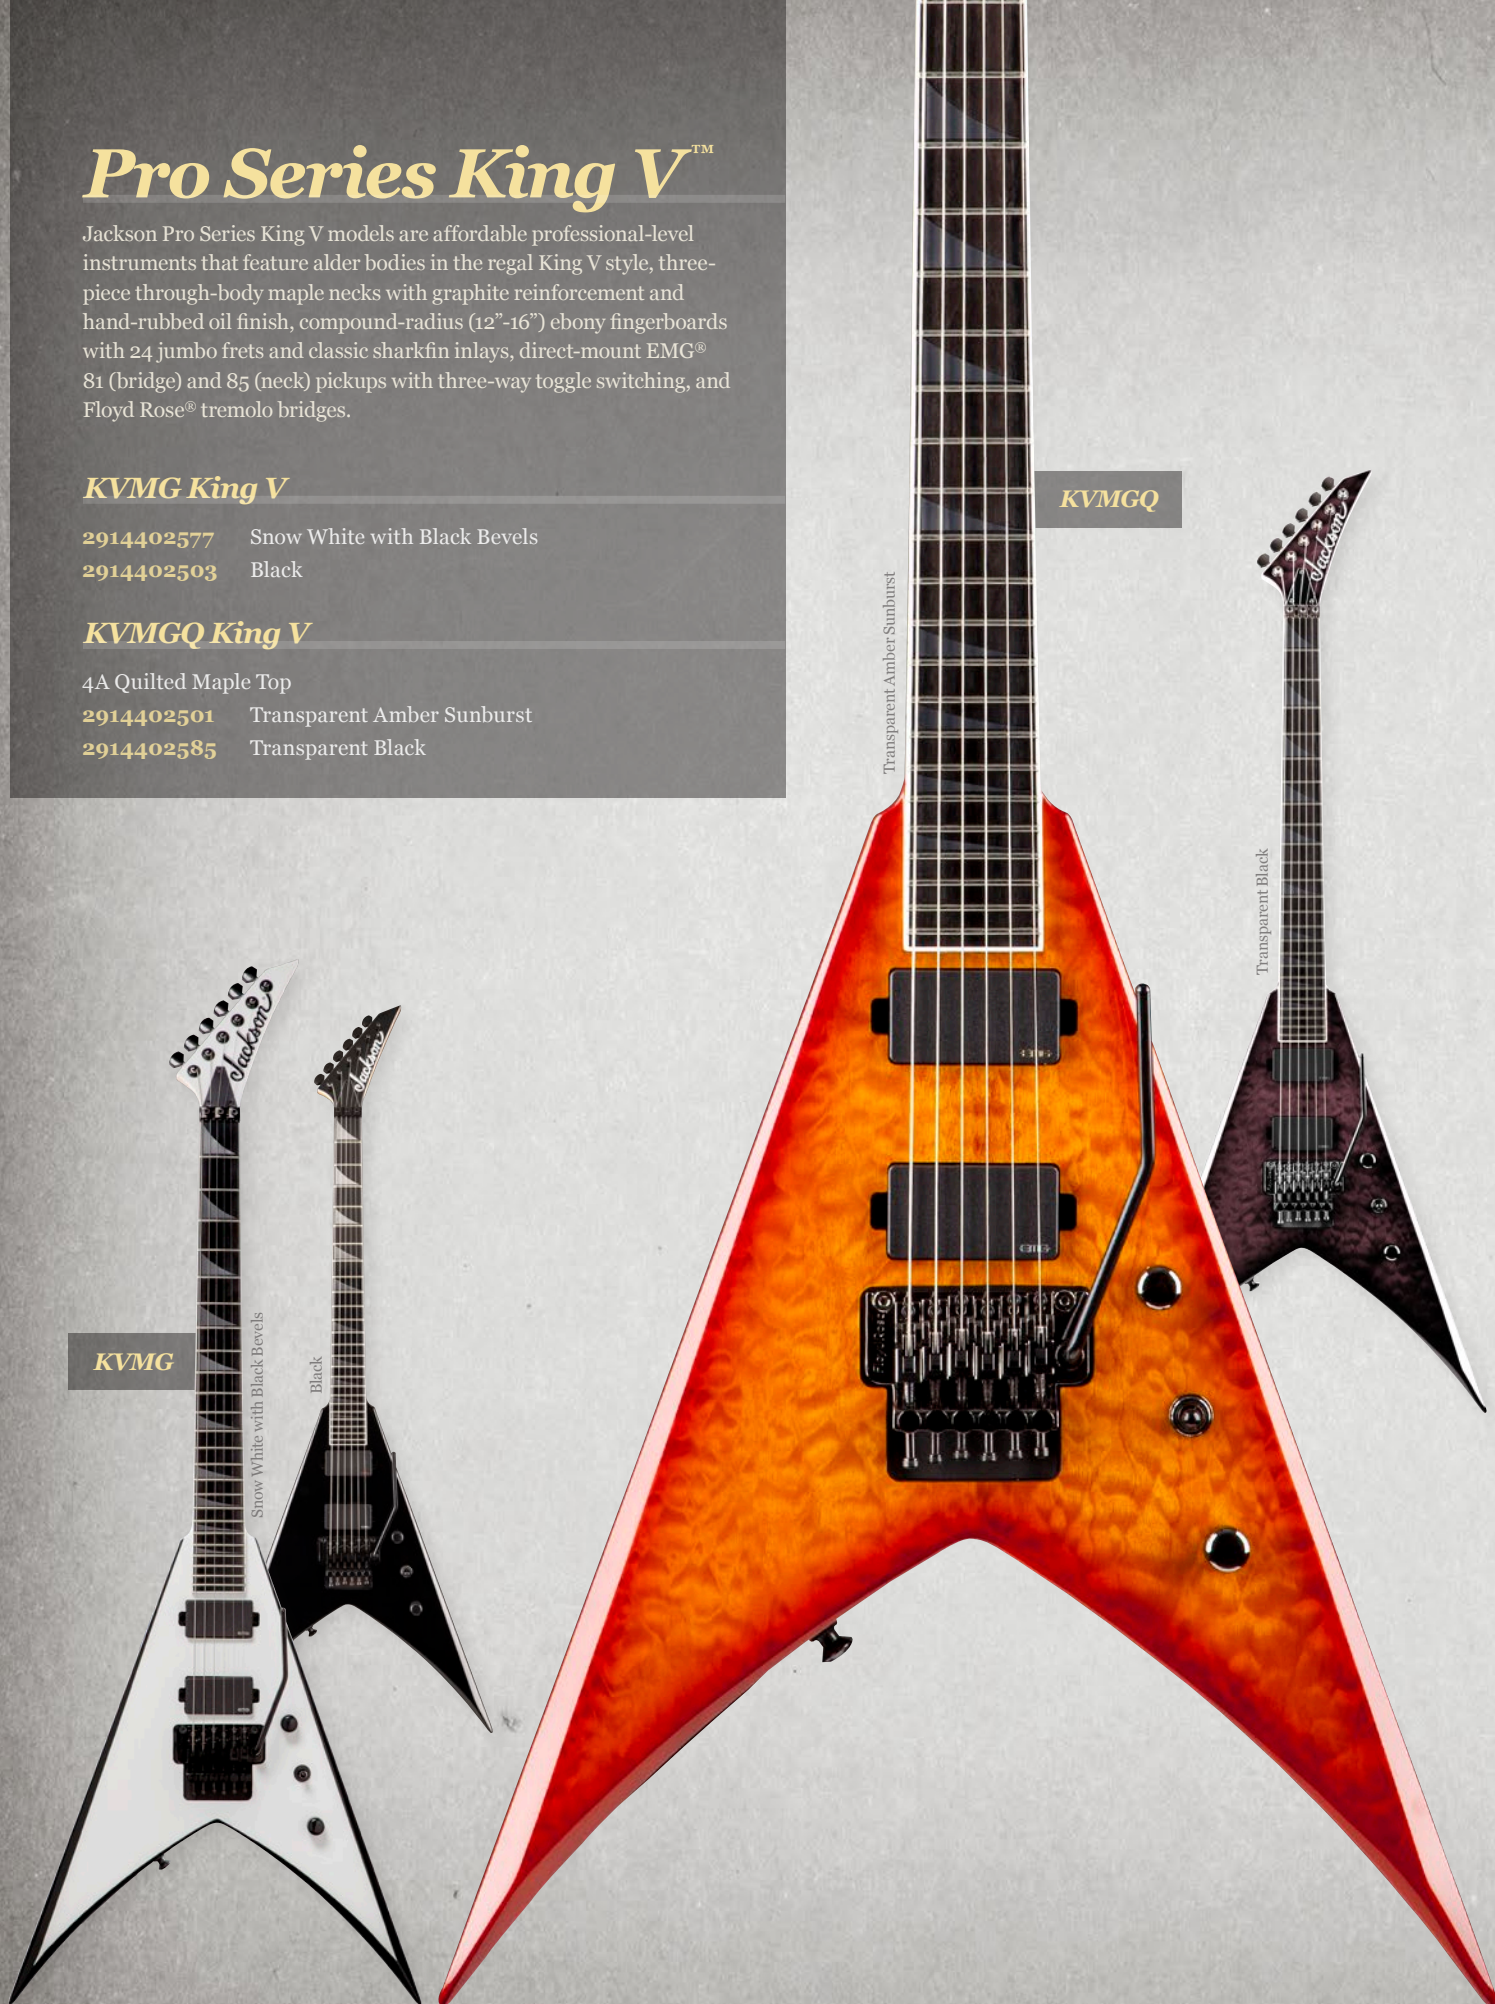 Pro Series King V™
Jackson Pro Series King V models are affordable professional-level
instruments that feature alder bodies in the regal King V style, three-
piece through-body maple necks with graphite reinforcement and
hand-rubbed oil finish, compound-radius (12”-16”) ebony fingerboards
with 24 jumbo frets and classic sharkfin inlays, direct-mount EMG®
81 (bridge) and 85 (neck) pickups with three-way toggle switching, and
Floyd Rose® tremolo bridges.
KVMG King V
2914402577 Snow White with Black Bevels
2914402503 Black
KVMGQ King V
4A Quilted Maple Top
2914402501 Transparent Amber Sunburst
2914402585 Transparent Black
KVMGQ
Transparent Amber Sunburst
Jackson
Transparent Black
EMG
EMG
Jackson
Jackson
KVMG
Snow White with Black Bevels
Black